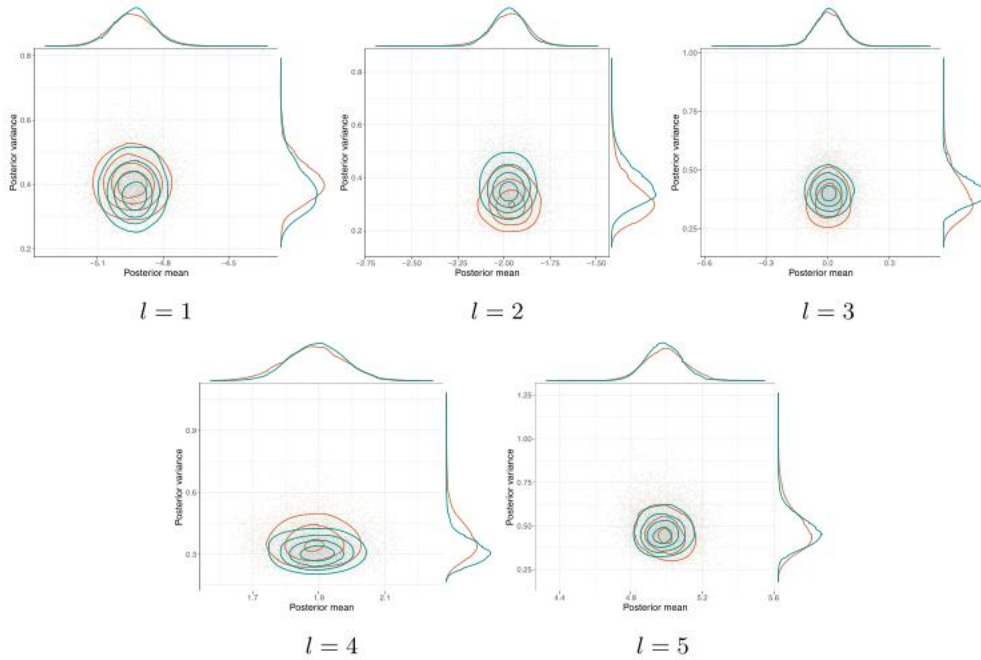 0.8
0.6
0.4
0.2
Posterior variance
−5.1 −4.8 −4.5
Posterior mean
l = 1
0.8
0.6
0.4
0.2
Posterior variance
−2.75 −2.50 −2.25 −2.00 −1.75 −1.50
Posterior mean
l = 2
1.00
0.75
0.50
0.25
Posterior variance
−0.6 −0.3 0.0 0.3
Posterior mean
l = 3
0.9
0.6
0.3
Posterior variance
1.7 1.9 2.1
Posterior mean
l = 4
1.25
1.00
0.75
0.50
0.25
Posterior variance
4.4 4.8 5.2 5.6
Posterior mean
l = 5